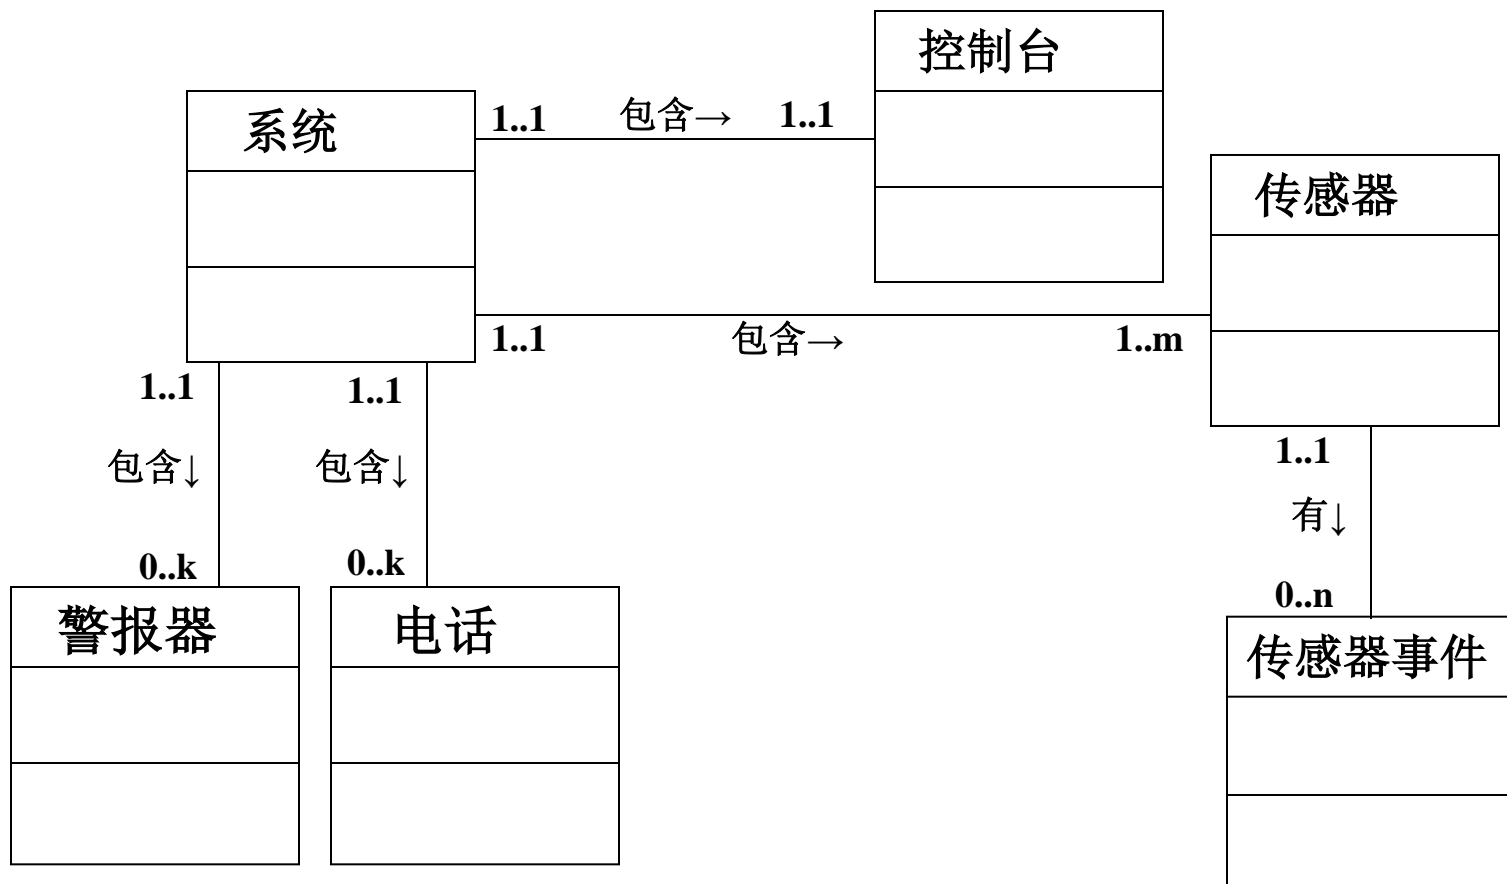 控制台
系统
1..1 包含→ 1..1
传感器
1..1 包含→ 1..m
1..1 1..1
1..1
包含↓ 包含↓
有↓
0..k 0..k
0..n
警报器 电话
传感器事件